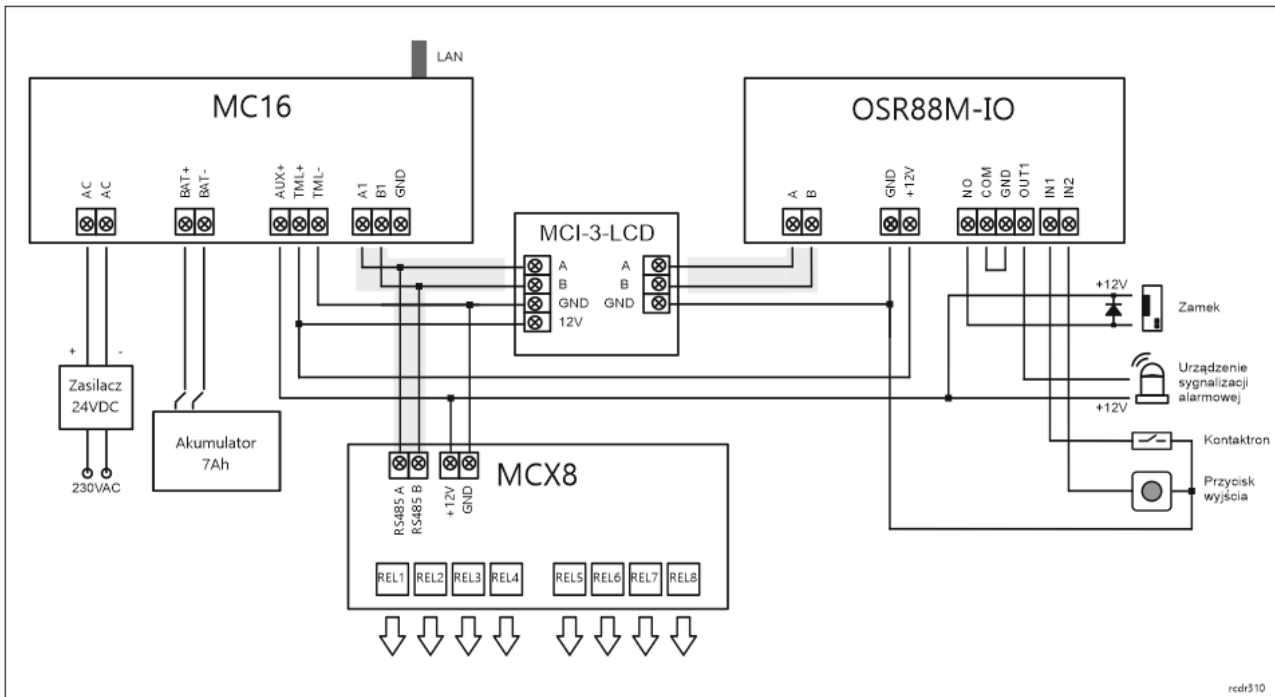 LAN
MC16
OSR88M-IO
AC
AC
BAT+
BAT-
AUX+
TML+
TML-
A1
B1
GND
A
B
GND
+12V
NO
COM
GND
OUT1
IN1
IN2
MCI-3-LCD
A
B
GND
12V
A
B
GND
+12V
Zamek
Urządzenie
sygnalizacji
alarmowej
+12V
Kontaktron
Przycisk
wyjścia
+ -
Zasilacz
24VDC
230VAC
Akumulator
7Ah
MCX8
RS485 A
RS485 B
+12V
GND
REL1 REL2 REL3 REL4 REL5 REL6 REL7 REL8
rcdr310